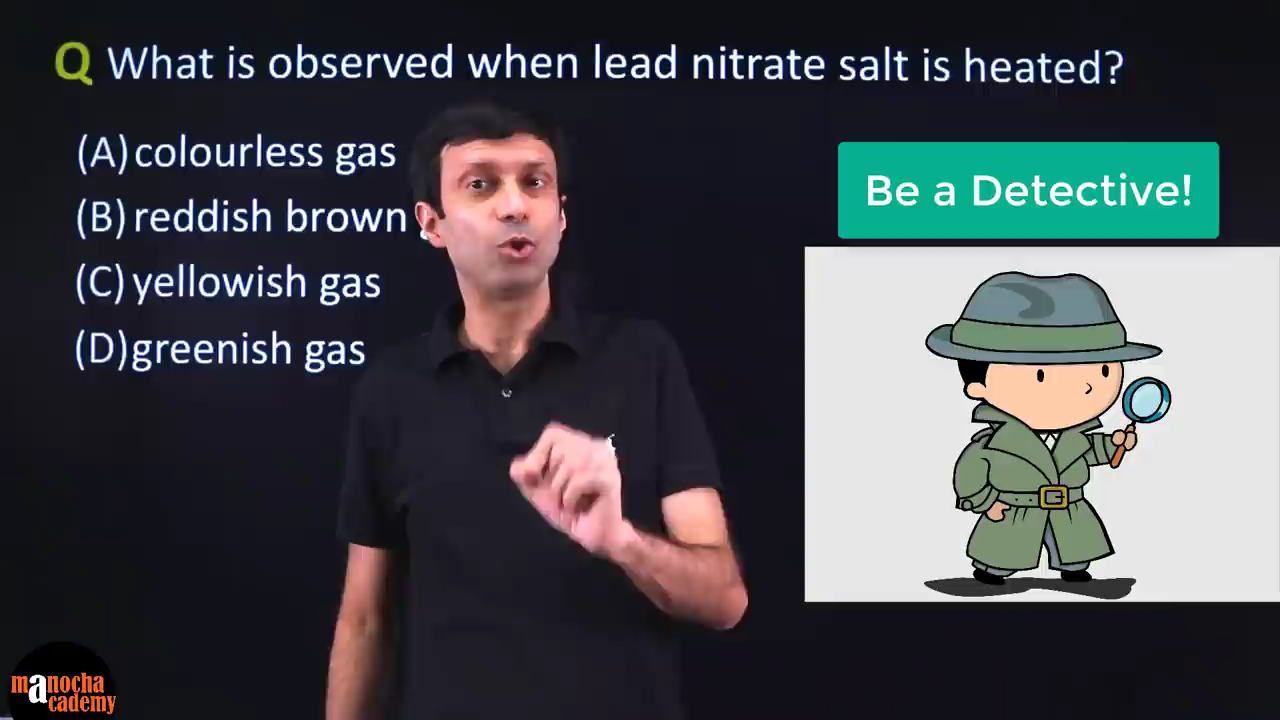 Q What is observed when lead nitrate salt is heated?
(A) colourless gas
(B) reddish brown
(C) yellowish gas
(D) greenish gas
Be a Detective!
manocha
academy